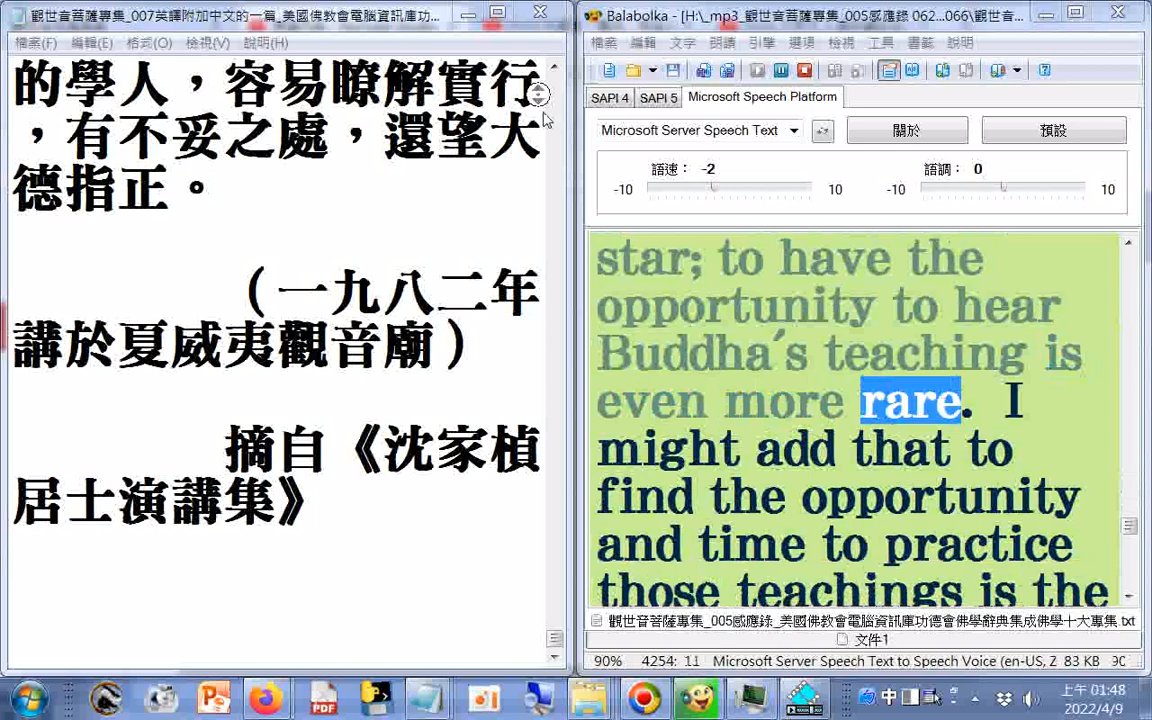 觀世音菩薩專集_007英譯附加中文的一篇_美國佛教會電腦資訊庫功...
檔案(F) 編輯(E) 格式(O) 檢視(V) 說明(H)
的學人，容易瞭解實行
，有不妥之處，還望大
德指正。
（一九八二年
講於夏威夷觀音廟）
摘自《沈家楨
居士演講集》
Balabolka - [H:\_mp3_觀世音菩薩專集_005感應錄 062...066\觀世音...
檔案 編輯 文字 朗讀 引擎 選項 檢視 工具 書籤 說明
SAPI 4 SAPI 5 Microsoft Speech Platform
Microsoft Server Speech Text 關於 預設
語速： -2 語調： 0
-10 10 -10 10
star; to have the
opportunity to hear
Buddha's teaching is
even more rare. I
might add that to
find the opportunity
and time to practice
those teachings is the
觀世音菩薩專集_005感應錄_美國佛教會電腦資訊庫功德會佛學辭典集成佛學十大專集.txt
文件1
90% 4254: 11 Microsoft Server Speech Text to Speech Voice (en-US, Z 83 KB 90
中 上午 01:48
2022/4/9